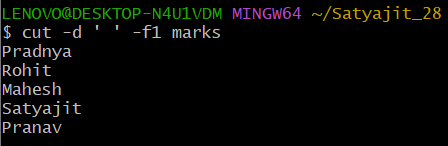 LENOVO@DESKTOP-N4U1VDM MINGW64 ~/Satyajit_28
$ cut -d ' ' -f1 marks
Pradnya
Rohit
Mahesh
Satyajit
Pranav